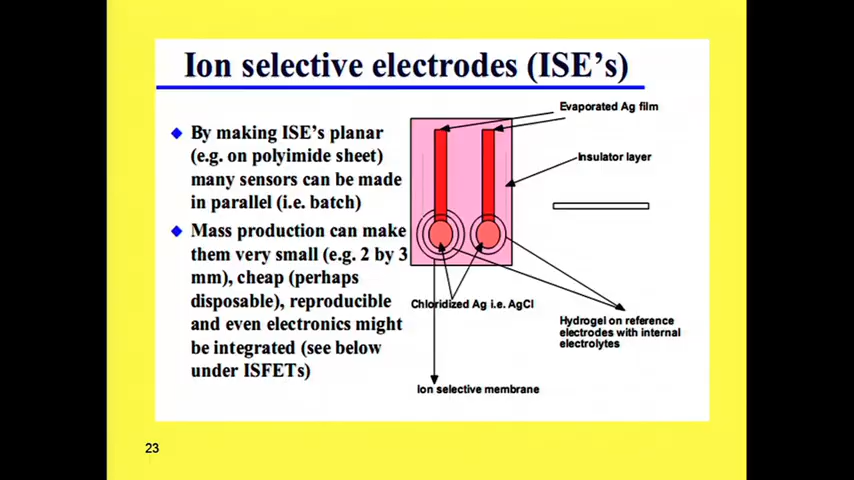 Ion selective electrodes (ISE's)
By making ISE's planar
(e.g. on polyimide sheet)
many sensors can be made
in parallel (i.e. batch)
Mass production can make
them very small (e.g. 2 by 3
mm), cheap (perhaps
disposable), reproducible
and even electronics might
be integrated (see below
under ISFETs)
Evaporated Ag film
Insulator layer
Chloridized Ag i.e. AgCl
Hydrogel on reference
electrodes with internal
electrolytes
Ion selective membrane
23